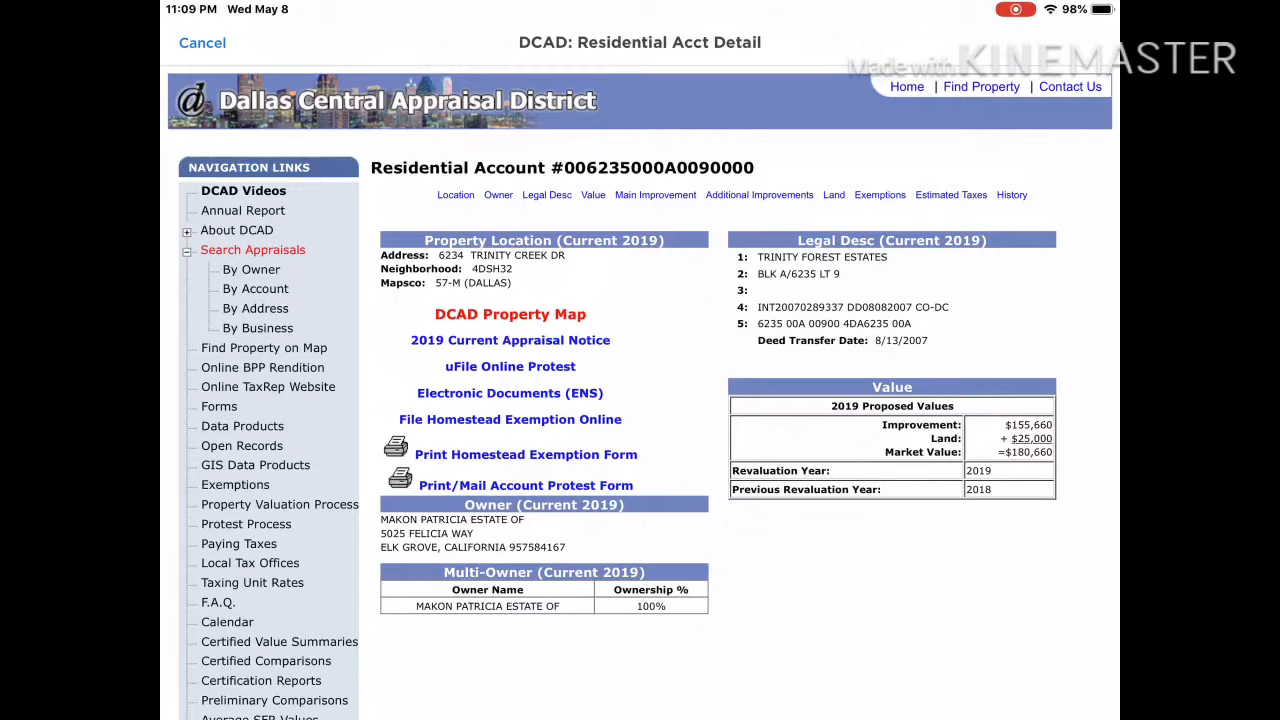 11:09 PM Wed May 8
98%
Cancel
DCAD: Residential Acct Detail
Made with KINEMASTER
d Dallas Central Appraisal District
Home | Find Property | Contact Us
NAVIGATION LINKS
DCAD Videos
Annual Report
About DCAD
Search Appraisals
By Owner
By Account
By Address
By Business
Find Property on Map
Online BPP Rendition
Online TaxRep Website
Forms
Data Products
Open Records
GIS Data Products
Exemptions
Property Valuation Process
Protest Process
Paying Taxes
Local Tax Offices
Taxing Unit Rates
F.A.Q.
Calendar
Certified Value Summaries
Certified Comparisons
Certification Reports
Preliminary Comparisons
Average SFR Values
Residential Account #006235000A0090000
Location Owner Legal Desc Value Main Improvement Additional Improvements Land Exemptions Estimated Taxes History
Property Location (Current 2019)
Address: 6234 TRINITY CREEK DR
Neighborhood: 4DSH32
Mapsco: 57-M (DALLAS)
DCAD Property Map
2019 Current Appraisal Notice
uFile Online Protest
Electronic Documents (ENS)
File Homestead Exemption Online
Print Homestead Exemption Form
Print/Mail Account Protest Form
Owner (Current 2019)
MAKON PATRICIA ESTATE OF
5025 FELICIA WAY
ELK GROVE, CALIFORNIA 957584167
Multi-Owner (Current 2019)
Owner Name Ownership %
MAKON PATRICIA ESTATE OF 100%
Legal Desc (Current 2019)
1: TRINITY FOREST ESTATES
2: BLK A/6235 LT 9
3:
4: INT20070289337 DD08082007 CO-DC
5: 6235 00A 00900 4DA6235 00A
Deed Transfer Date: 8/13/2007
Value
2019 Proposed Values
Improvement: $155,660
Land: + $25,000
Market Value: =$180,660
Revaluation Year: 2019
Previous Revaluation Year: 2018